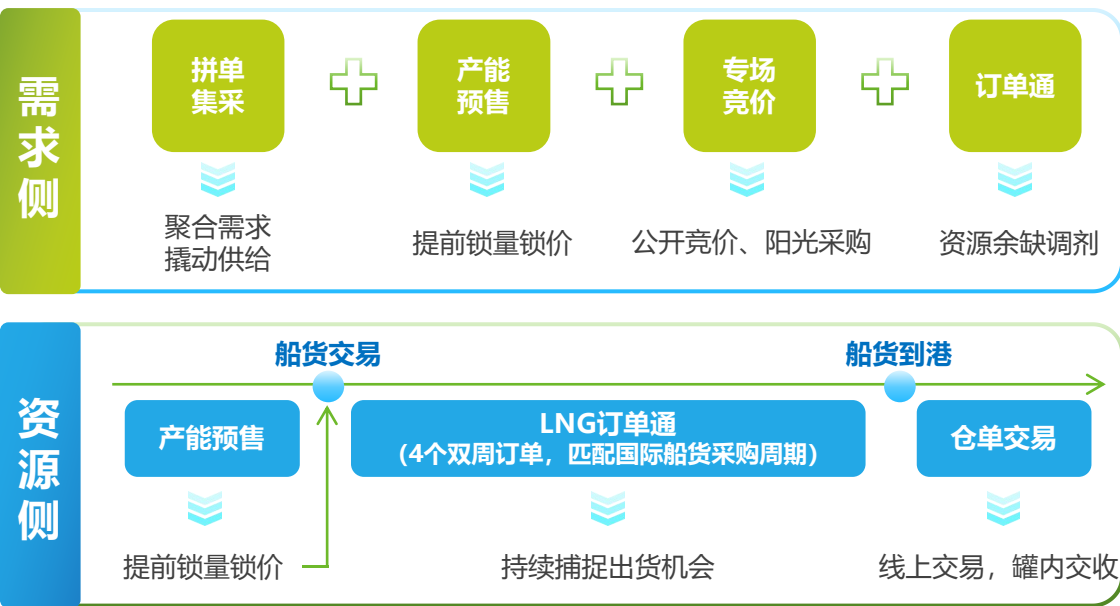 需求侧
拼单
集采
产能
预售
专场
竞价
订单通
聚合需求
撬动供给
提前锁量锁价
公开竞价、阳光采购
资源余缺调剂
资源侧
船货交易
船货到港
产能预售
LNG订单通
（4个双周订单，匹配国际船货采购周期）
仓单交易
提前锁量锁价
持续捕捉出货机会
线上交易，罐内交收